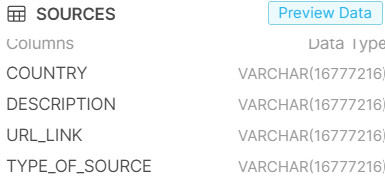 SOURCES Preview Data
Columns Data Type
COUNTRY VARCHAR(16777216)
DESCRIPTION VARCHAR(16777216)
URL_LINK VARCHAR(16777216)
TYPE_OF_SOURCE VARCHAR(16777216)